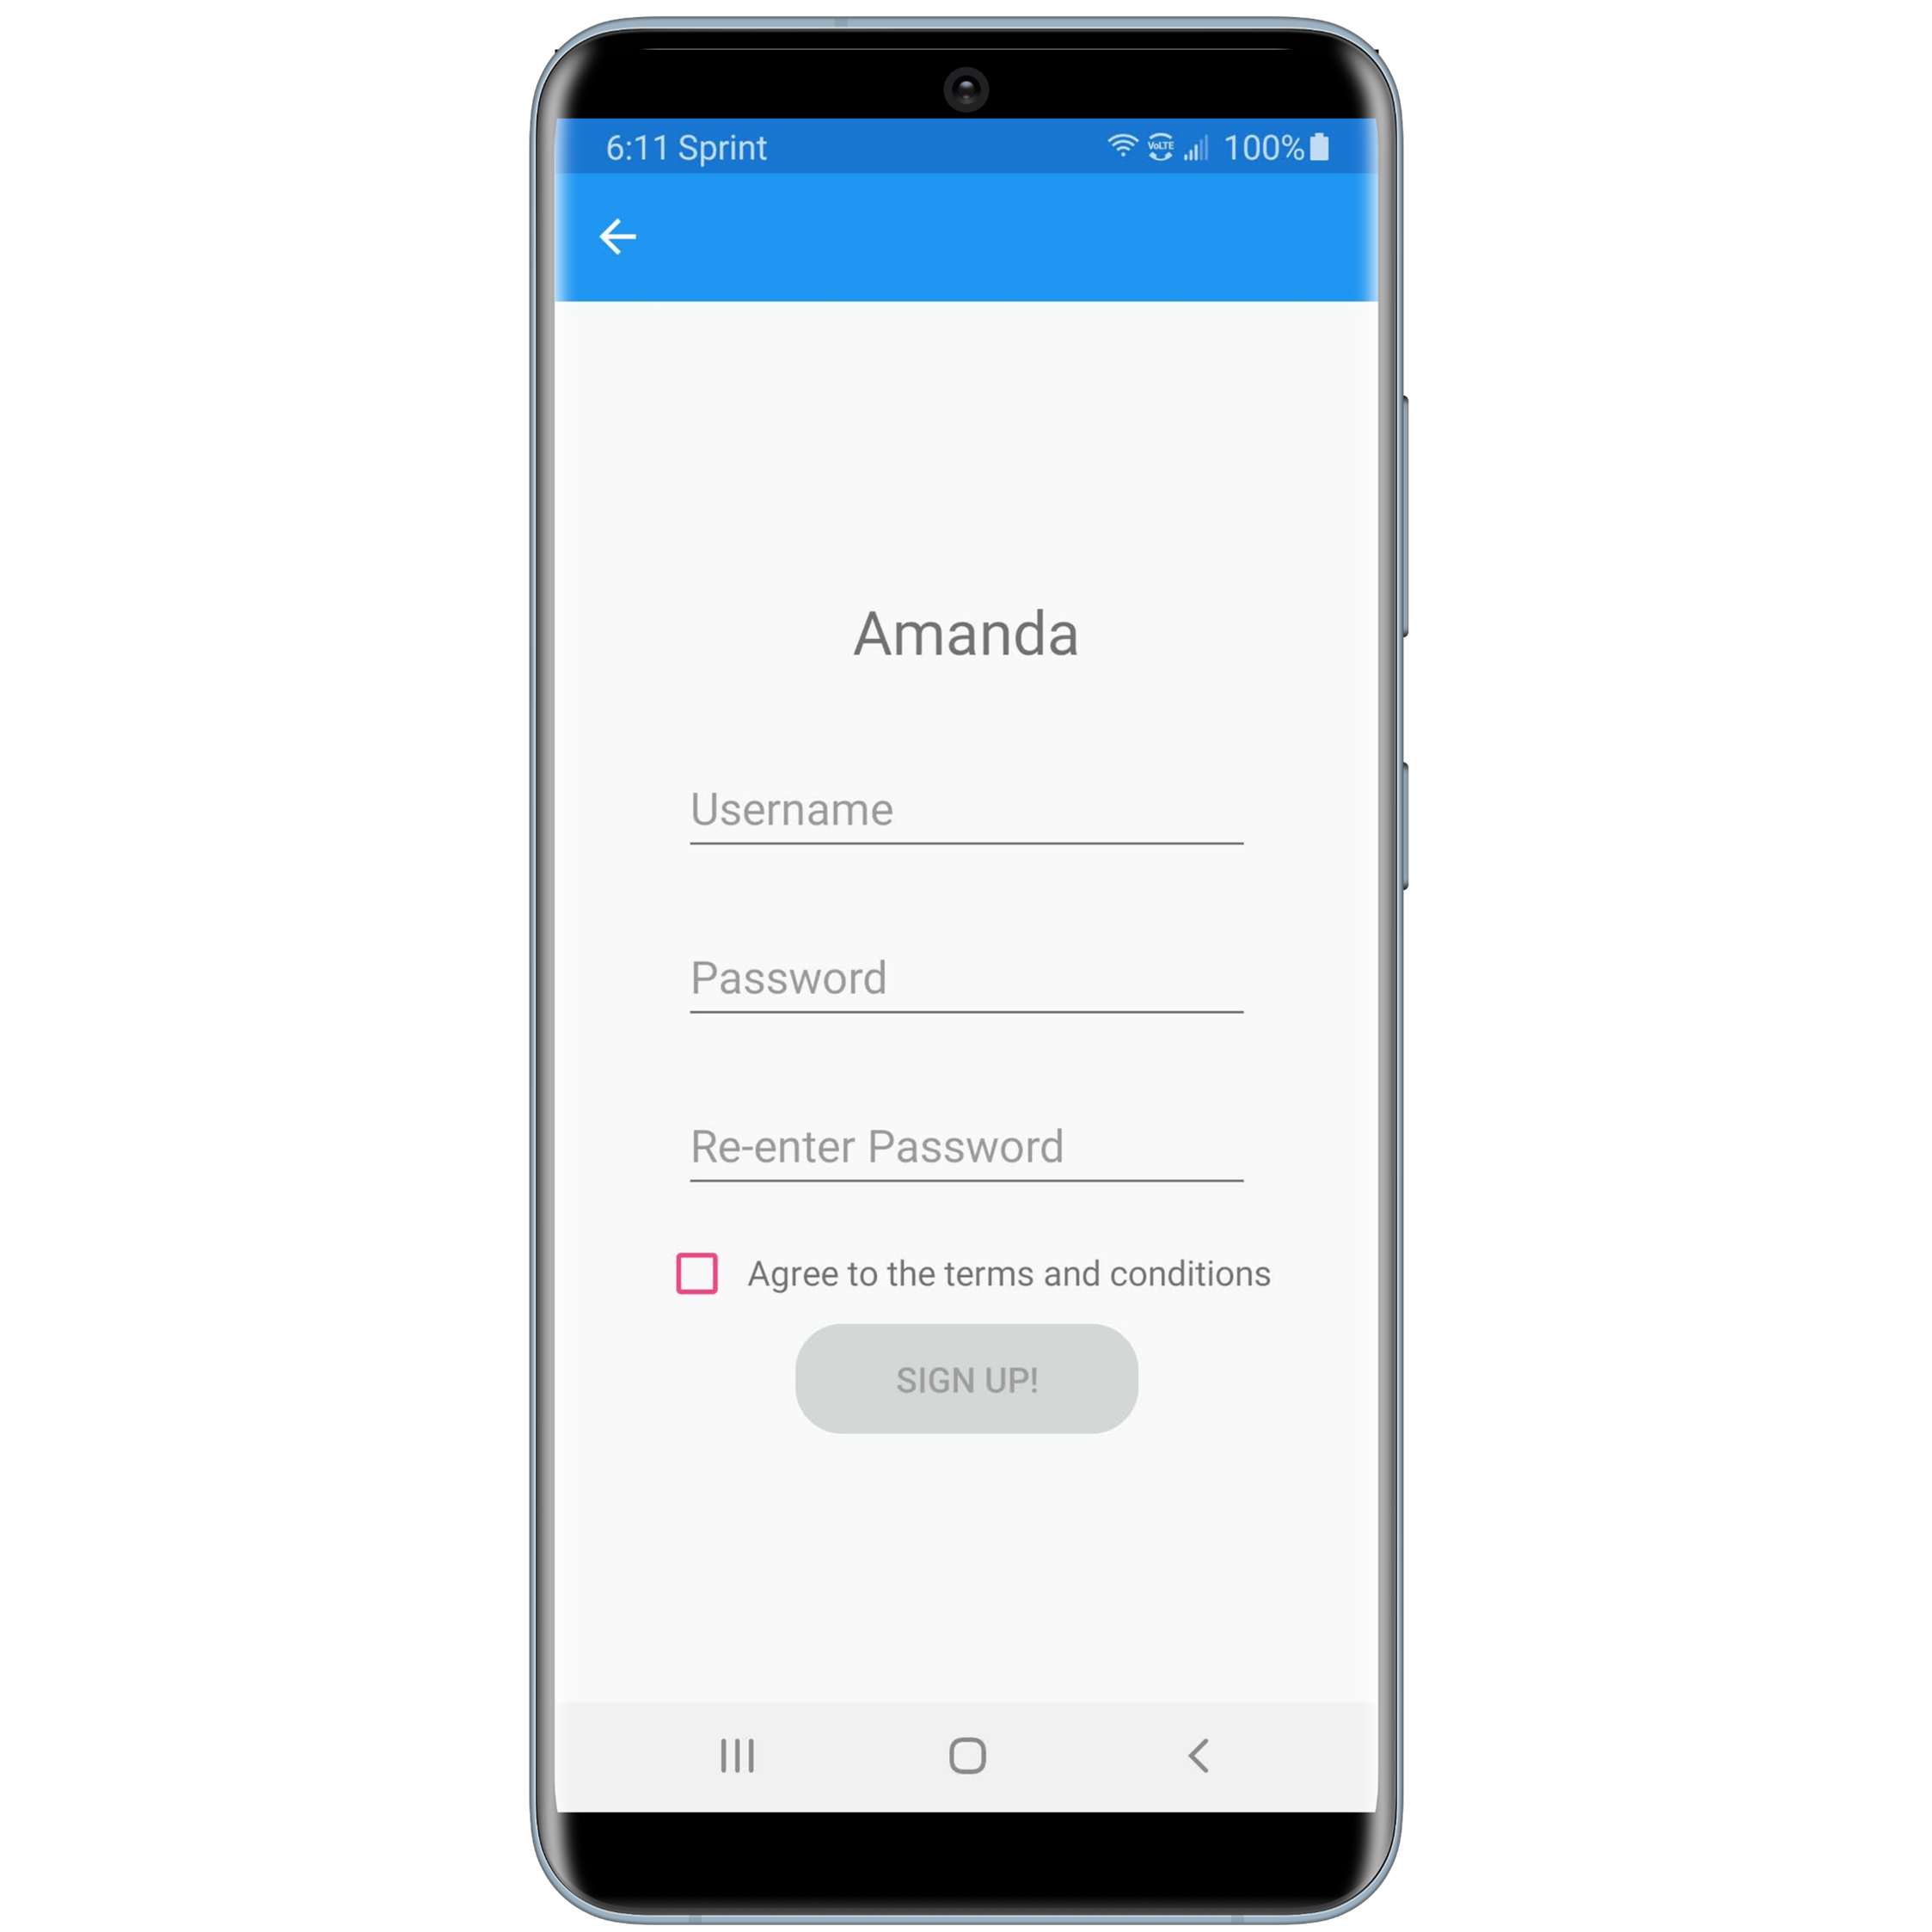 6:11 Sprint VoLTE 100%
Amanda
Username
Password
Re-enter Password
Agree to the terms and conditions
SIGN UP!